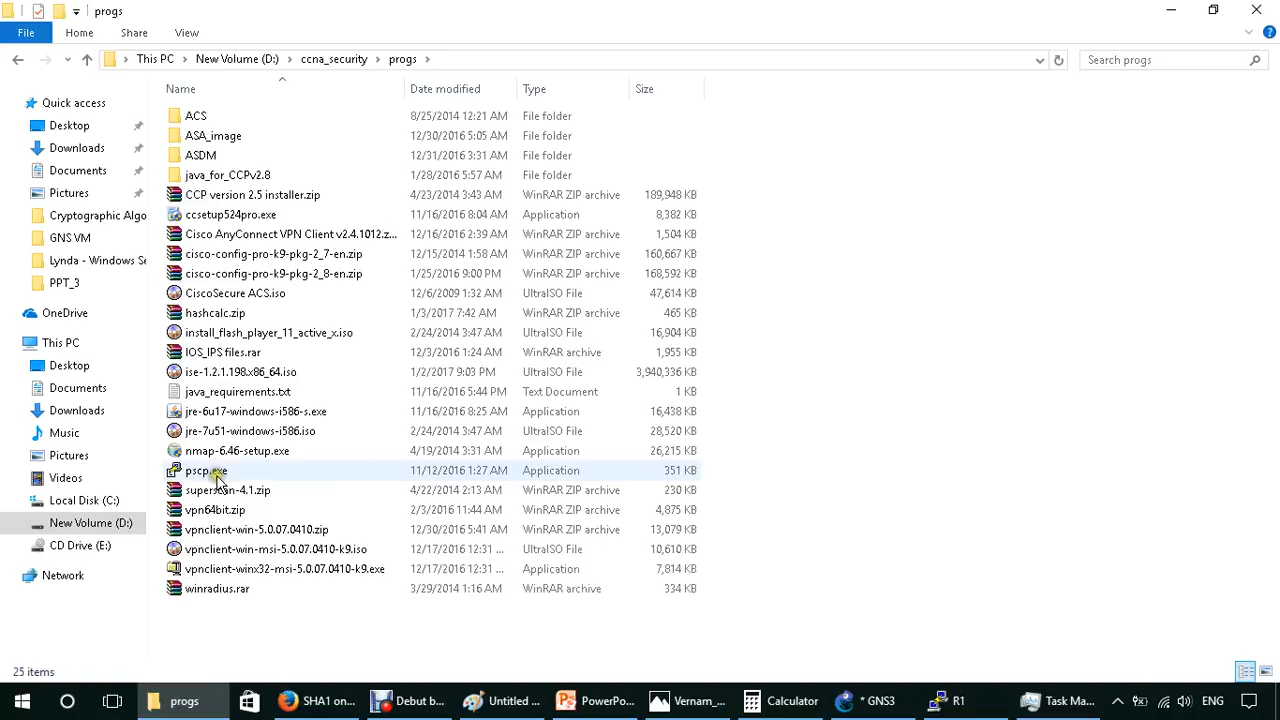 progs
File Home Share View
This PC New Volume (D:) ccna_security progs Search progs
Name Date modified Type Size
Quick access
Desktop
Downloads
Documents
Pictures
Cryptographic Algo
GNS VM
Lynda - Windows Se
PPT_3
OneDrive
This PC
Desktop
Documents
Downloads
Music
Pictures
Videos
Local Disk (C:)
New Volume (D:)
CD Drive (E:)
Network
ACS 8/25/2014 12:21 AM File folder
ASA_image 12/30/2016 5:05 AM File folder
ASDM 12/31/2016 3:31 AM File folder
java_for_CCPv2.8 1/28/2016 5:57 AM File folder
CCP version 2.5 installer.zip 4/23/2014 3:43 AM WinRAR ZIP archive 189,948 KB
ccsetup524pro.exe 11/16/2016 8:04 AM Application 8,382 KB
Cisco AnyConnect VPN Client v2.4.1012.z... 12/16/2016 2:39 AM WinRAR ZIP archive 1,504 KB
cisco-config-pro-k9-pkg-2_7-en.zip 12/15/2014 1:58 AM WinRAR ZIP archive 160,667 KB
cisco-config-pro-k9-pkg-2_8-en.zip 1/25/2016 9:00 PM WinRAR ZIP archive 168,592 KB
CiscoSecure ACS.iso 12/6/2009 1:32 AM UltraISO File 47,614 KB
hashcalc.zip 1/3/2017 7:42 AM WinRAR ZIP archive 465 KB
install_flash_player_11_active_x.iso 2/24/2014 3:47 AM UltraISO File 16,904 KB
IOS_IPS files.rar 12/3/2016 1:24 AM WinRAR archive 1,955 KB
ise-1.2.1.198.x86_64.iso 1/2/2017 9:03 PM UltraISO File 3,940,336 KB
java_requirements.txt 11/16/2016 5:44 PM Text Document 1 KB
jre-6u17-windows-i586-s.exe 11/16/2016 8:25 AM Application 16,438 KB
jre-7u51-windows-i586.iso 2/24/2014 3:47 AM UltraISO File 28,520 KB
nmap-6.46-setup.exe 4/19/2014 3:31 AM Application 26,215 KB
pscp.exe 11/12/2016 1:27 AM Application 351 KB
superscan-4.1.zip 4/22/2014 2:13 AM WinRAR ZIP archive 230 KB
vpn64bit.zip 2/3/2016 11:44 AM WinRAR ZIP archive 4,875 KB
vpnclient-win-5.0.07.0410.zip 12/30/2016 5:41 AM WinRAR ZIP archive 13,079 KB
vpnclient-win-msi-5.0.07.0410-k9.iso 12/17/2016 12:31 ... UltraISO File 10,610 KB
vpnclient-winx32-msi-5.0.07.0410-k9.exe 12/17/2016 12:31 ... Application 7,814 KB
winradius.rar 3/29/2014 1:16 AM WinRAR archive 334 KB
25 items
progs SHA1 on... Debut b... Untitled ... PowerPo... Vernam_... Calculator * GNS3 R1 Task Ma... ENG